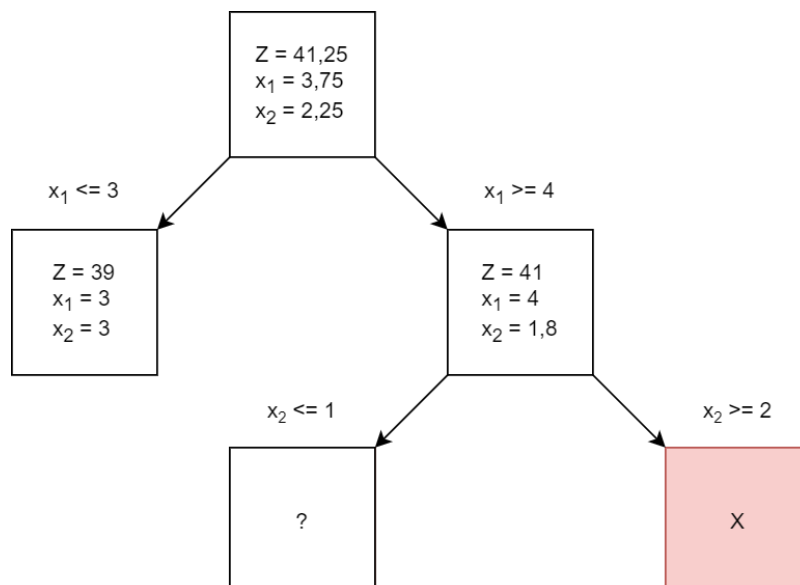 Z = 41,25
x₁ = 3,75
x₂ = 2,25
x₁ <= 3
x₁ >= 4
Z = 39
x₁ = 3
x₂ = 3
Z = 41
x₁ = 4
x₂ = 1,8
x₂ <= 1
x₂ >= 2
?
X